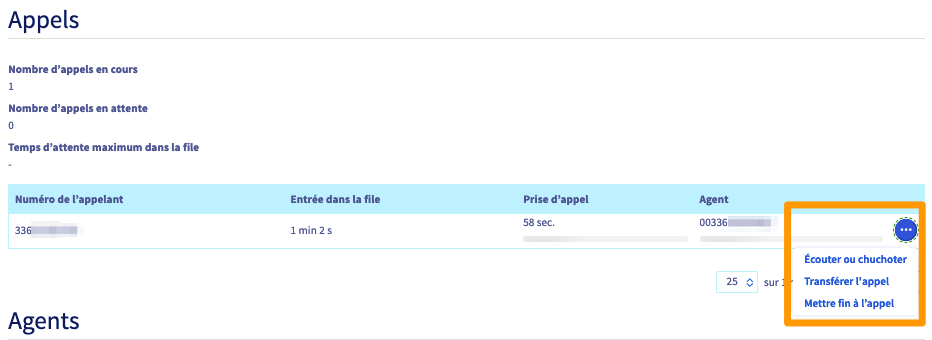 Appels
Nombre d'appels en cours
1
Nombre d'appels en attente
0
Temps d'attente maximum dans la file
-
Numéro de l'appelant Entrée dans la file Prise d'appel Agent
336 1 min 2 s 58 sec. 00336
...
Écouter ou chuchoter
Transférer l'appel
Mettre fin à l'appel
25 sur 1
Agents